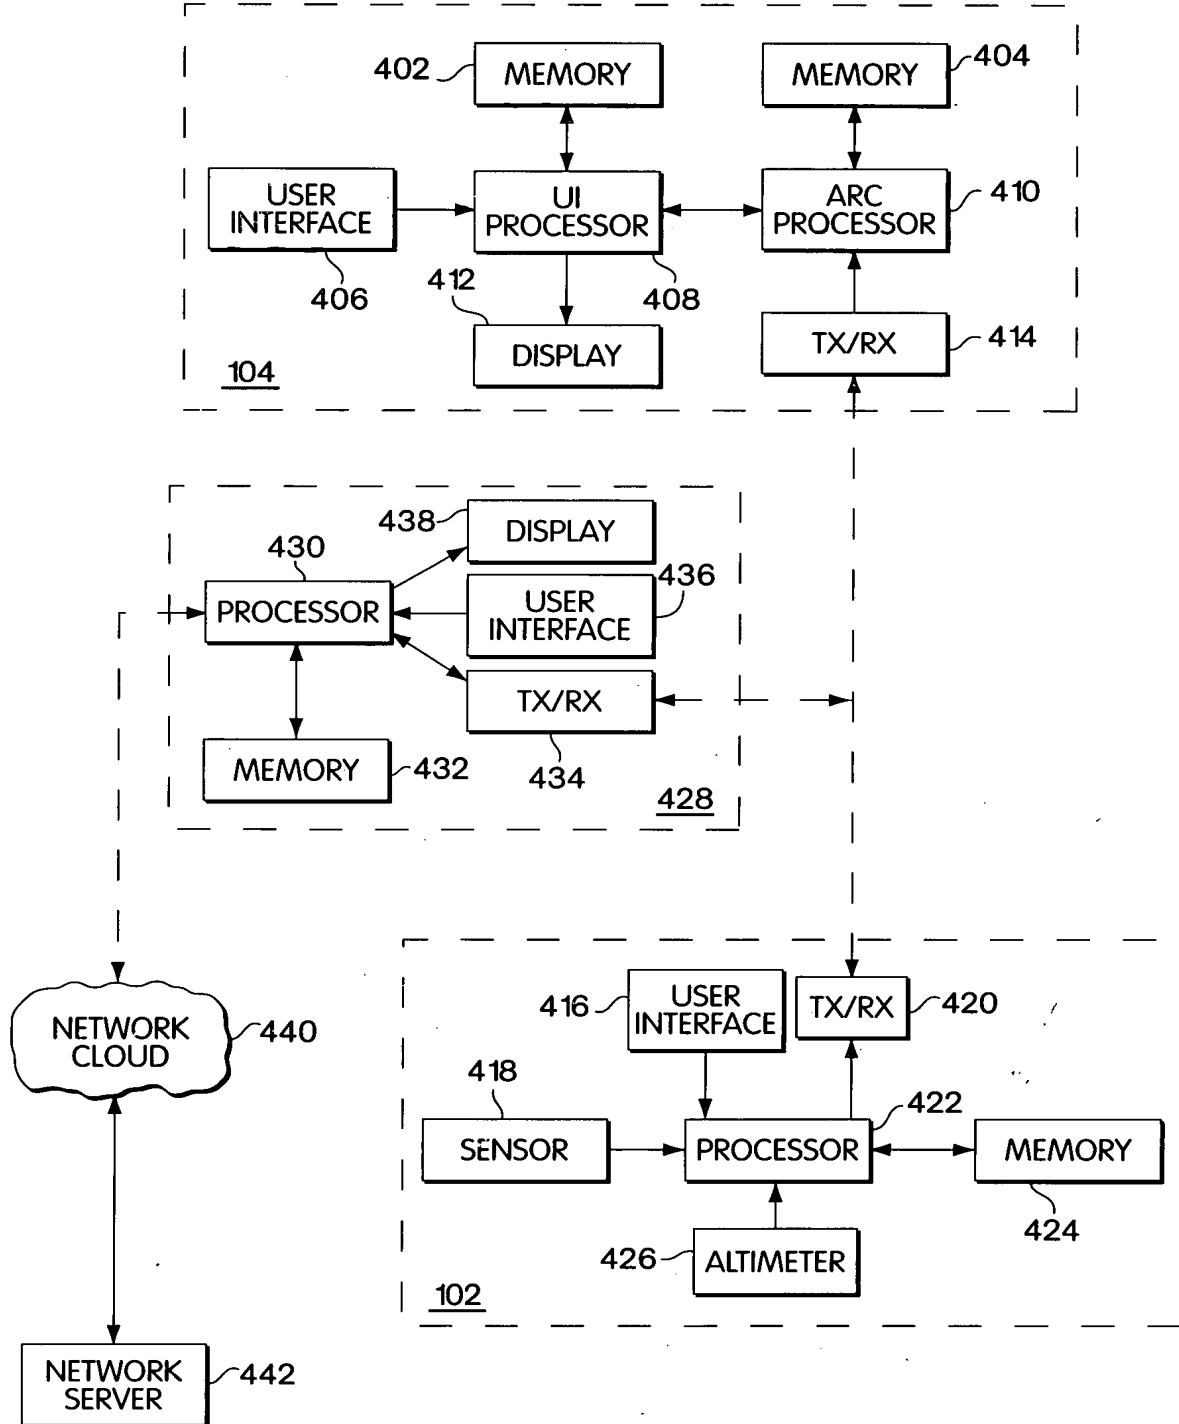 402
MEMORY
MEMORY
404
USER
INTERFACE
406
UI
PROCESSOR
408
ARC
PROCESSOR
410
412
DISPLAY
TX/RX
414
104
438
DISPLAY
430
PROCESSOR
436
USER
INTERFACE
TX/RX
434
MEMORY
432
428
NETWORK
CLOUD
440
416
USER
INTERFACE
TX/RX
420
418
SENSOR
422
PROCESSOR
MEMORY
424
426
ALTIMETER
102
NETWORK
SERVER
442